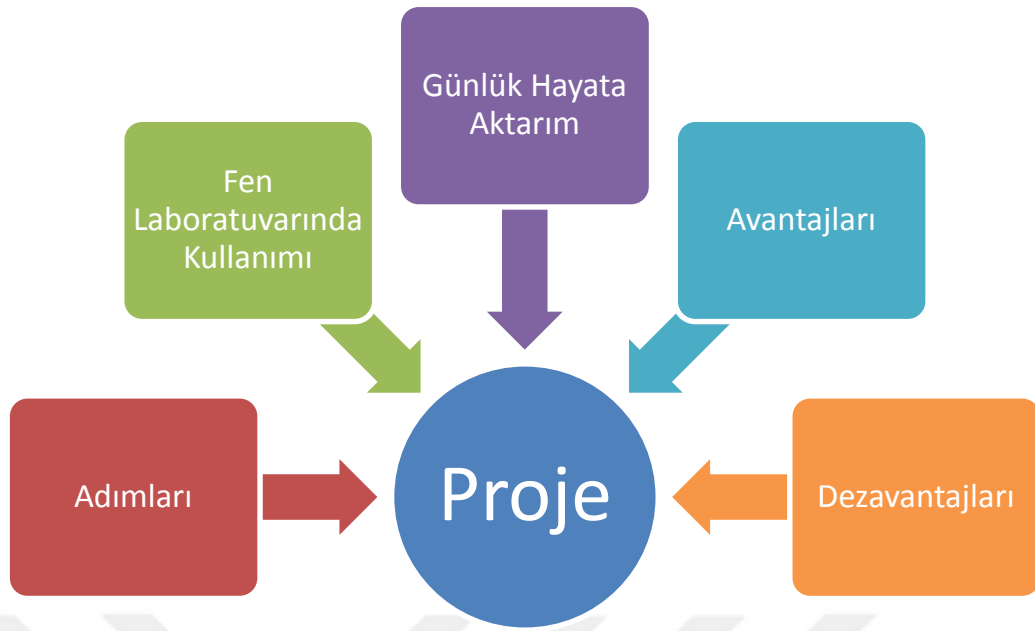 Günlük Hayata
Aktarım
Fen
Laboratuvarında
Kullanımı
Avantajları
Adımları
Proje
Dezavantajları